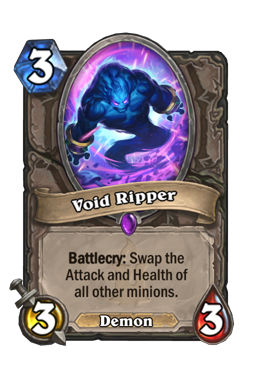 3
Void Ripper
Battlecry: Swap the
Attack and Health of
all other minions.
3
Demon
3